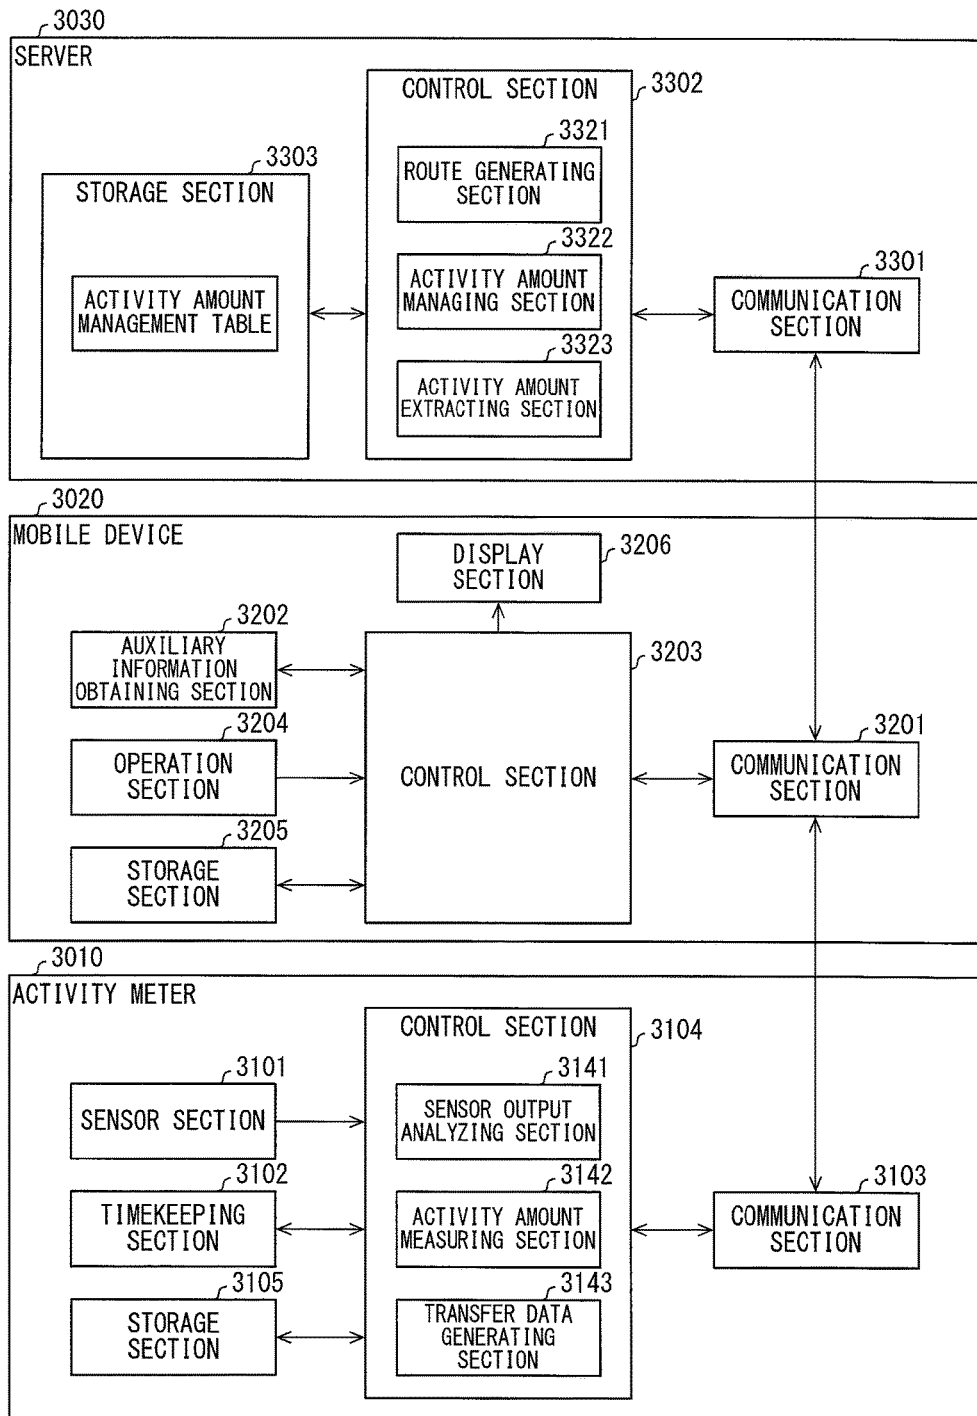 3030
SERVER
CONTROL SECTION
3302
3321
ROUTE GENERATING
SECTION
3303
STORAGE SECTION
3322
ACTIVITY AMOUNT
MANAGING SECTION
3301
COMMUNICATION
SECTION
ACTIVITY AMOUNT
MANAGEMENT TABLE
3323
ACTIVITY AMOUNT
EXTRACTING SECTION
3020
MOBILE DEVICE
DISPLAY
SECTION
3206
3202
AUXILIARY
INFORMATION
OBTAINING SECTION
3203
3204
OPERATION
SECTION
CONTROL SECTION
3201
COMMUNICATION
SECTION
3205
STORAGE
SECTION
3010
ACTIVITY METER
CONTROL SECTION
3104
3101
SENSOR SECTION
3141
SENSOR OUTPUT
ANALYZING SECTION
3102
TIMEKEEPING
SECTION
3142
ACTIVITY AMOUNT
MEASURING SECTION
3103
COMMUNICATION
SECTION
3105
STORAGE
SECTION
3143
TRANSFER DATA
GENERATING
SECTION